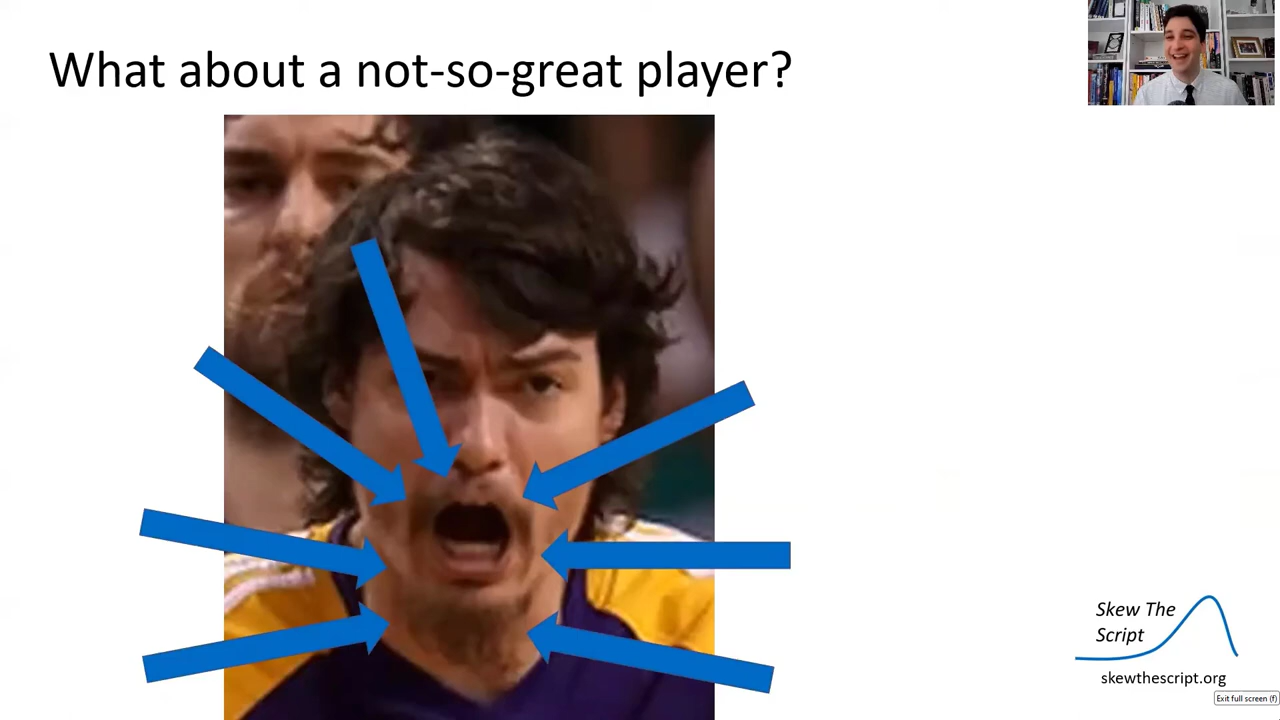 What about a not-so-great player?
Skew The
Script
skewthescript.org
Exit full screen (f)